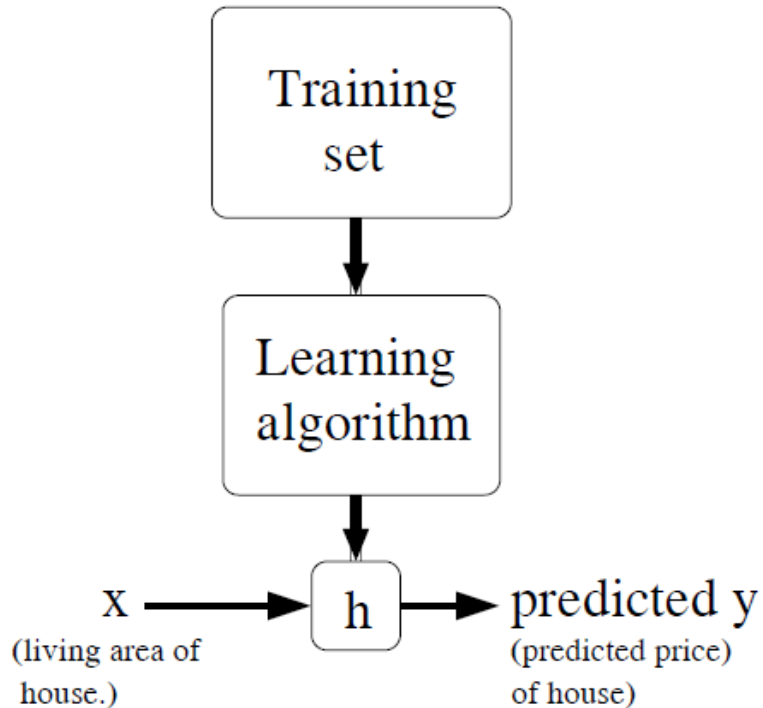 Training
set
Learning
algorithm
x
h
predicted y
(living area of
house.)
(predicted price)
of house)